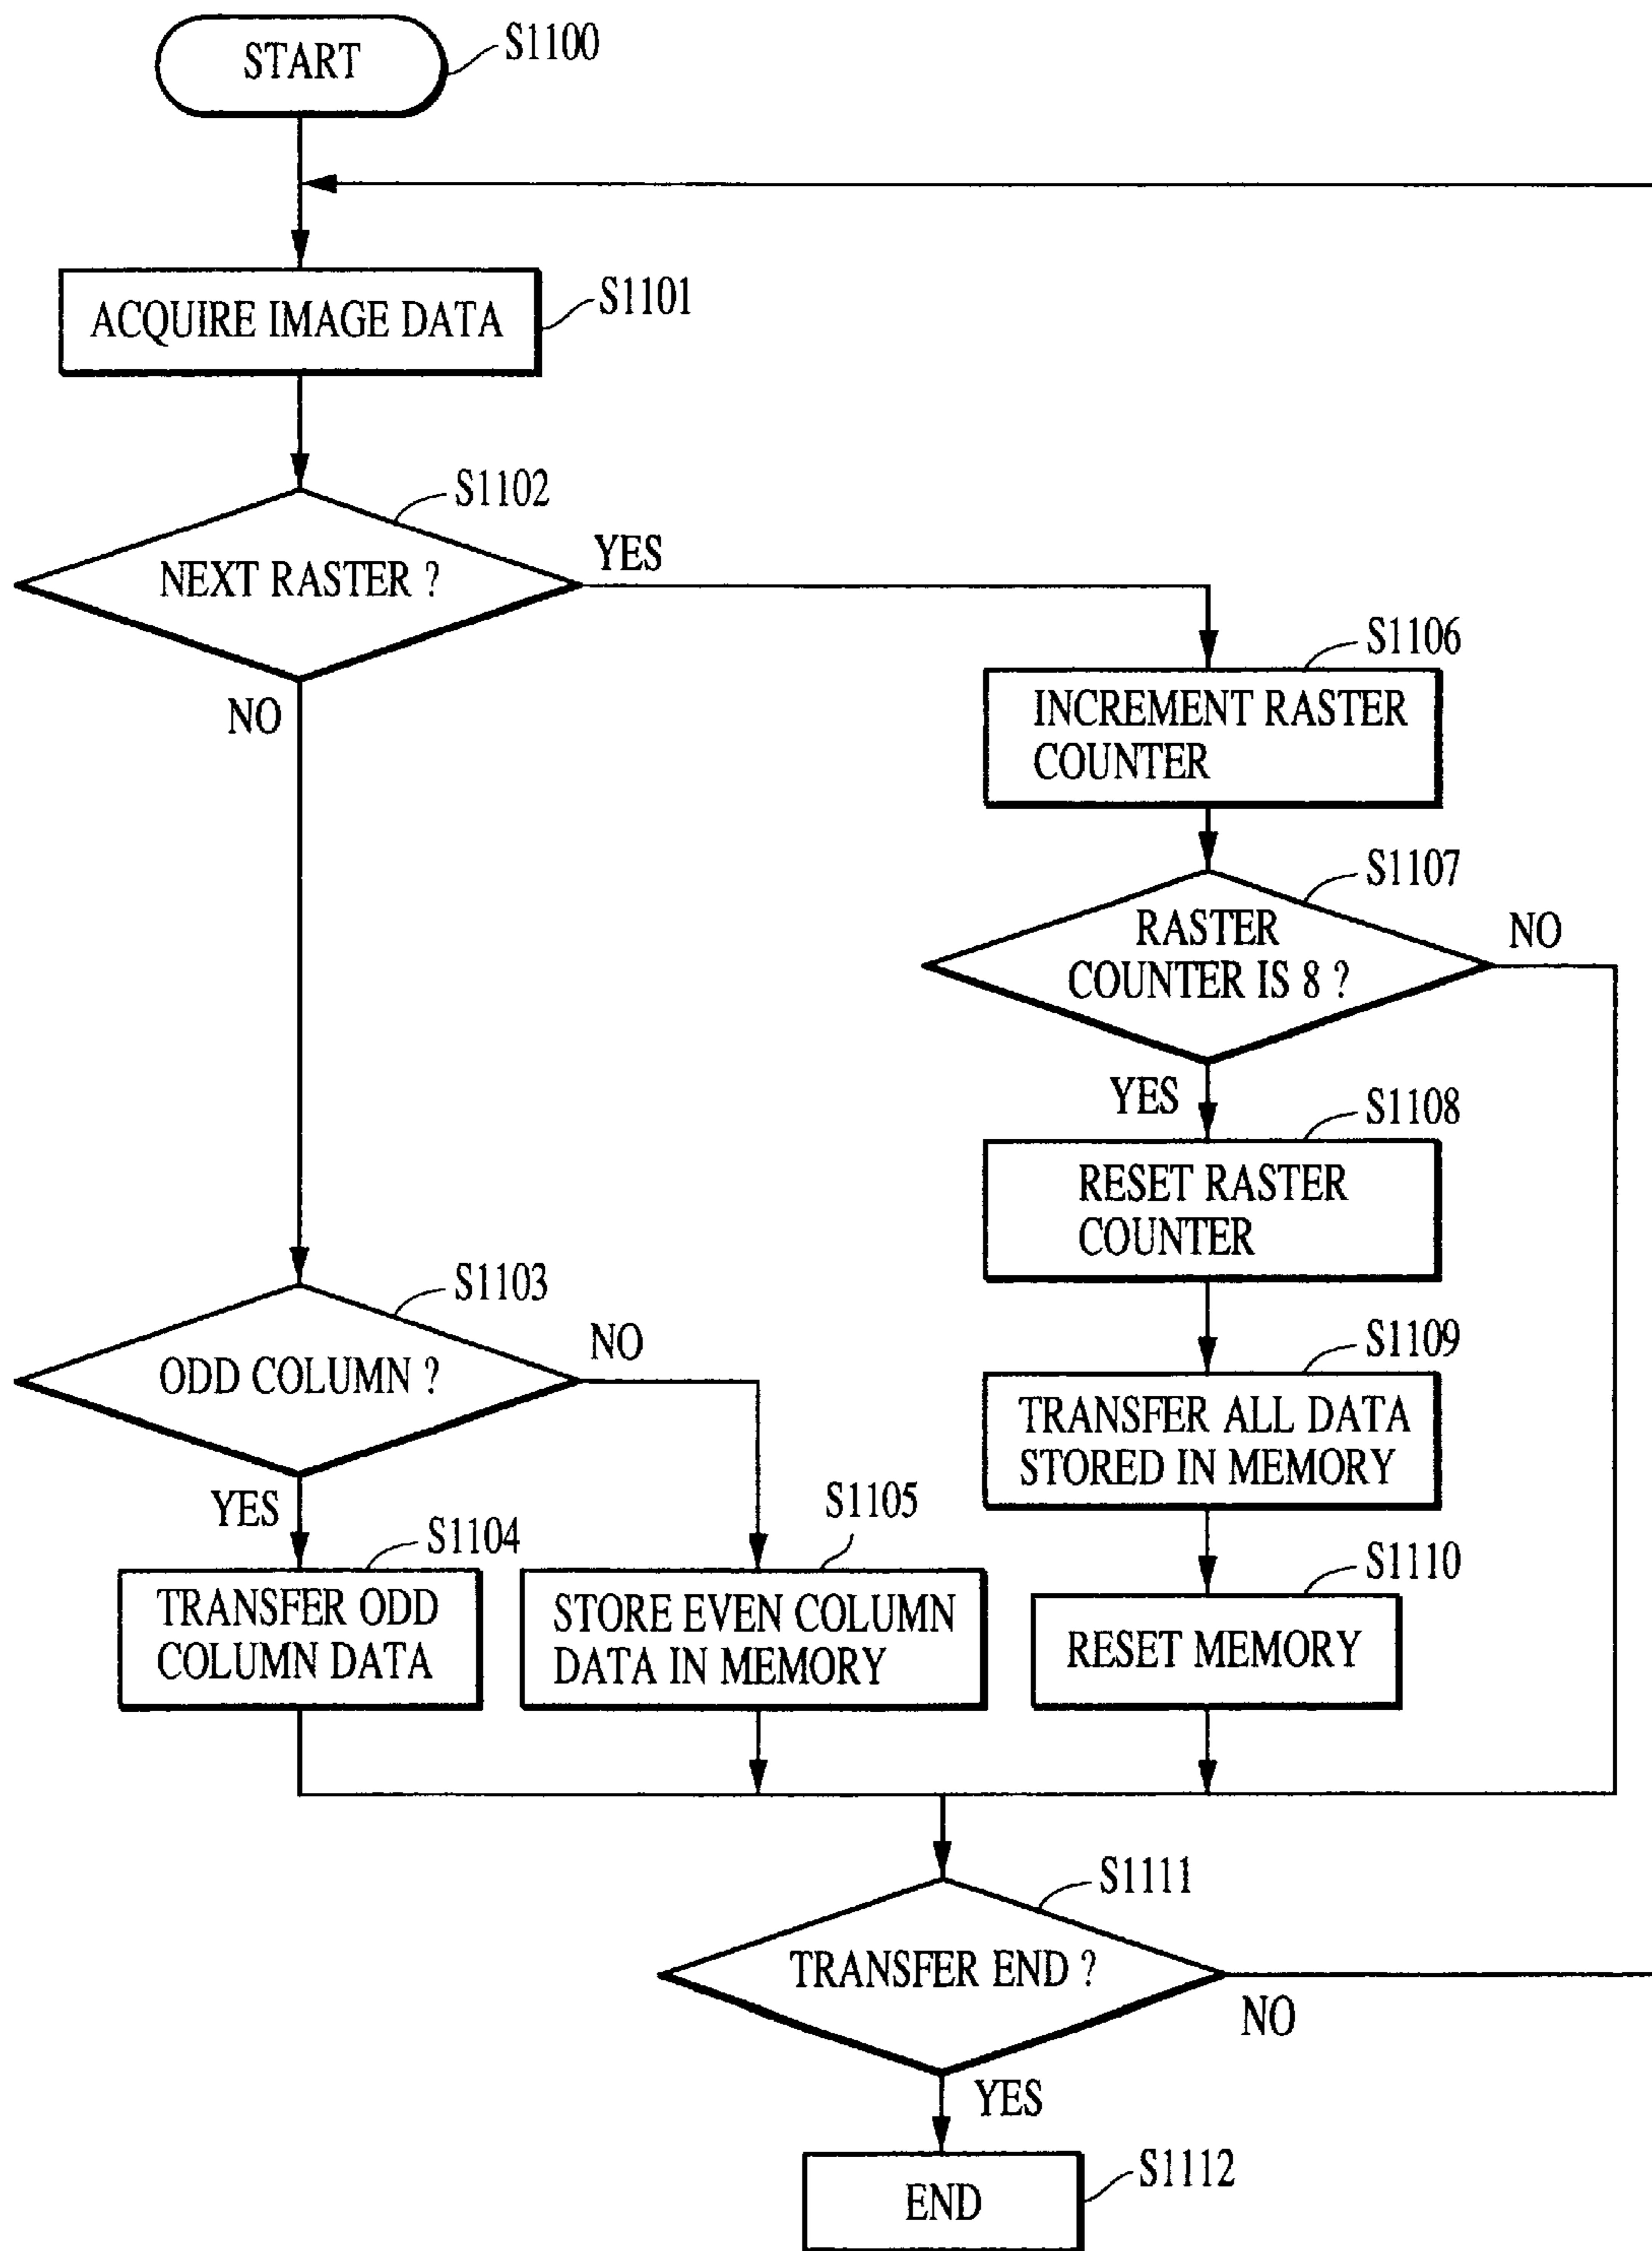 START
S1100
ACQUIRE IMAGE DATA
S1101
S1102
NEXT RASTER ?
YES
NO
S1106
INCREMENT RASTER
COUNTER
S1107
RASTER
COUNTER IS 8 ?
NO
YES
S1108
RESET RASTER
COUNTER
S1103
ODD COLUMN ?
NO
YES
S1109
TRANSFER ALL DATA
STORED IN MEMORY
S1104
TRANSFER ODD
COLUMN DATA
S1105
STORE EVEN COLUMN
DATA IN MEMORY
S1110
RESET MEMORY
S1111
TRANSFER END ?
NO
YES
END
S1112